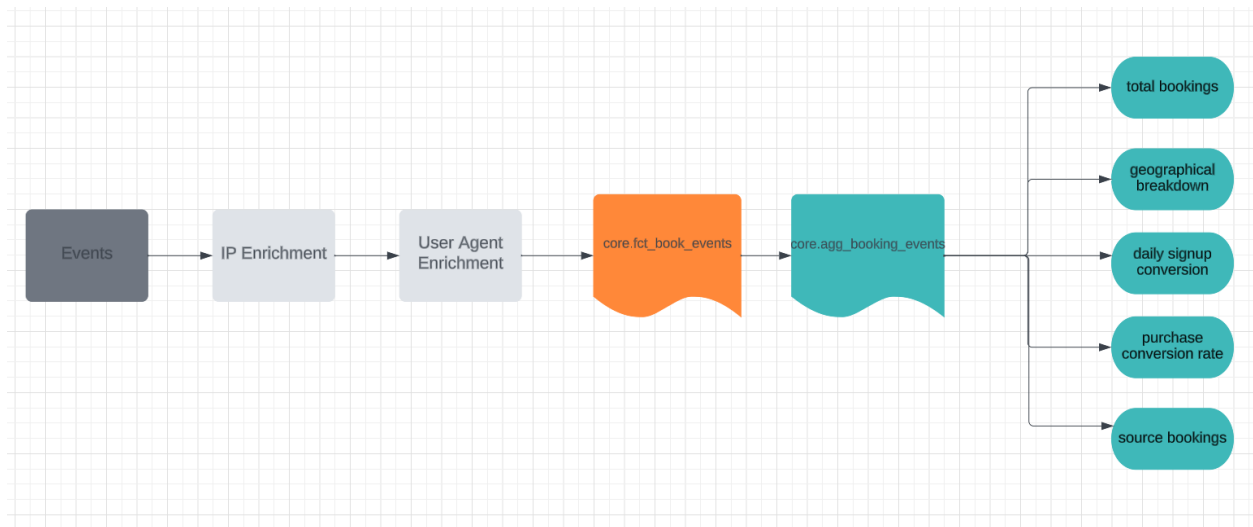 Events
IP Enrichment
User Agent
Enrichment
core.fct_book_events
core.agg_booking_events
total bookings
geographical
breakdown
daily signup
conversion
purchase
conversion rate
source bookings